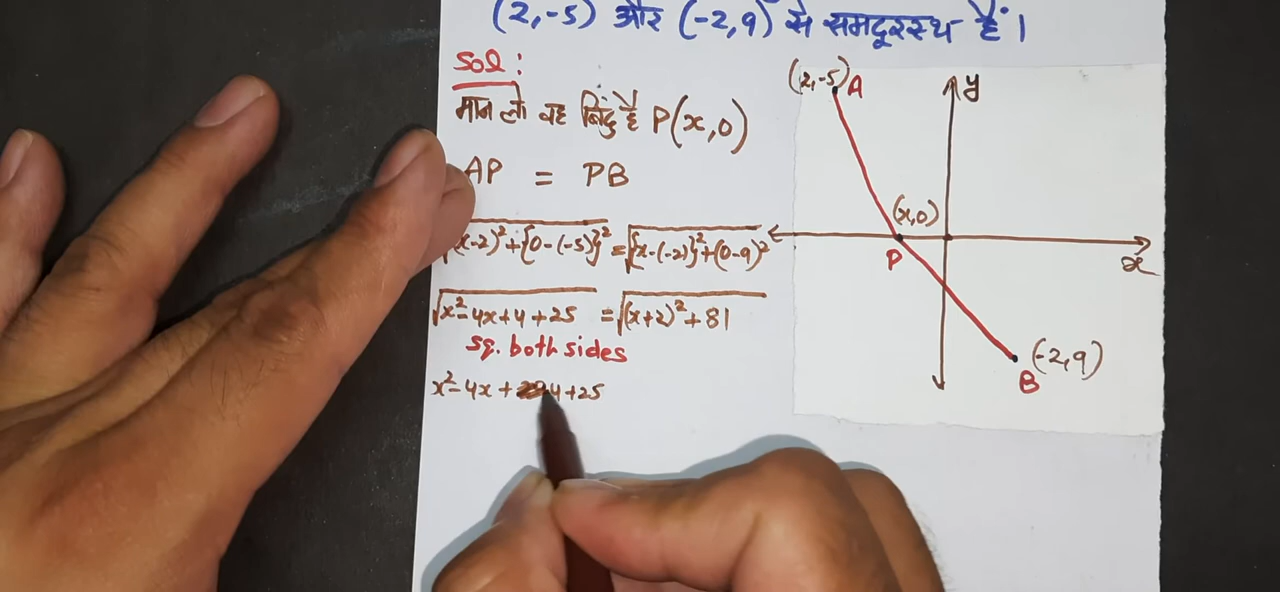 (2,-5) और (-2,9) से समदूरस्थ हैं।
Sol:
मान लो वह बिंदु है P(x,0)
AP = PB
√(x-2)²+{0-(-5)}² = √{x-(-2)}²+(0-9)²
√x²-4x+4+25 = √(x+2)²+81
sq. both sides
x²-4x+4+25
(2,-5) A
y
(x,0)
P
x
(-2,9)
B